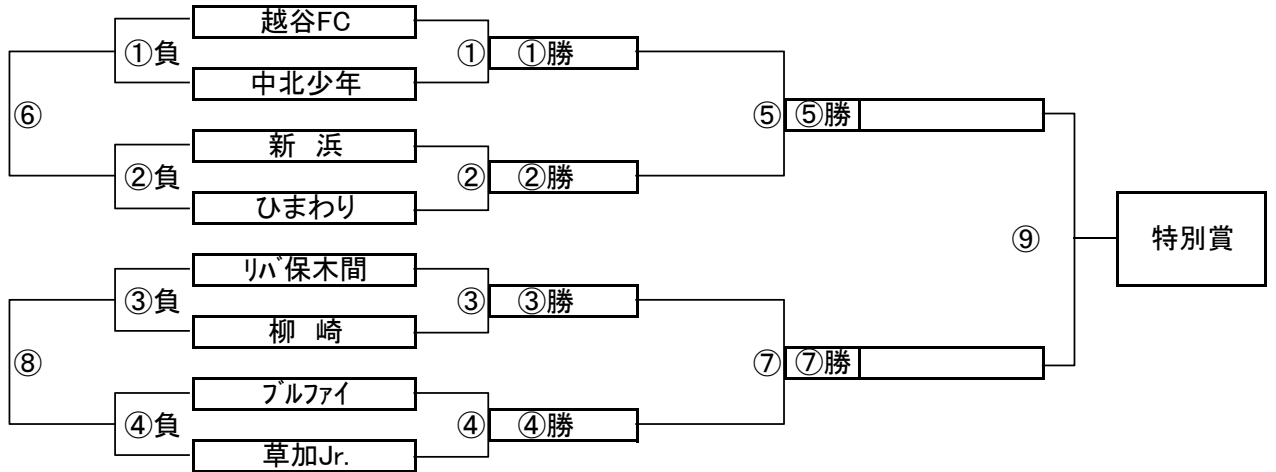 越谷FC
①負 ① ①勝
中北少年
⑥ ⑤ ⑤勝
新 浜
②負 ② ②勝
ひまわり
⑨ 特別賞
ﾘﾊﾞ保木間
③負 ③ ③勝
柳 崎
⑧ ⑦ ⑦勝
ﾌﾞﾙﾌｧｲ
④負 ④ ④勝
草加Jr.